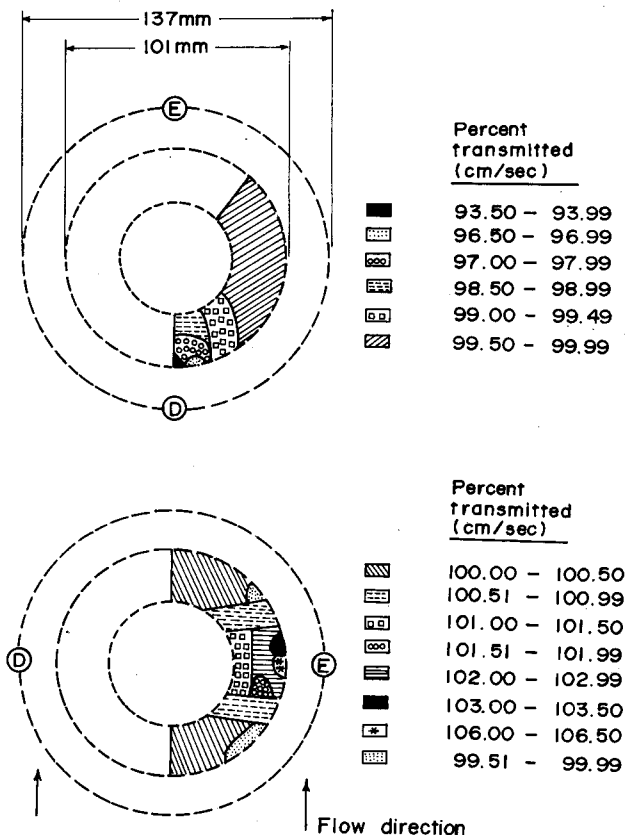 137mm
101mm
E
D
Percent
transmitted
(cm/sec)
93.50 - 93.99
96.50 - 96.99
97.00 - 97.99
98.50 - 98.99
99.00 - 99.49
99.50 - 99.99
D
E
Percent
transmitted
(cm/sec)
100.00 - 100.50
100.51 - 100.99
101.00 - 101.50
101.51 - 101.99
102.00 - 102.99
103.00 - 103.50
106.00 - 106.50
99.51 - 99.99
Flow direction